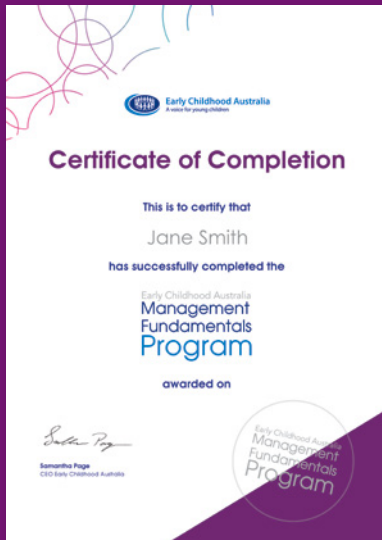 Early Childhood Australia
A voice for young children
Certificate of Completion
This is to certify that
Jane Smith
has successfully completed the
Early Childhood Australia
Management
Fundamentals
Program
awarded on
Samantha Page
CEO Early Childhood Australia
Early Childhood Australia
Management
Fundamentals
Program